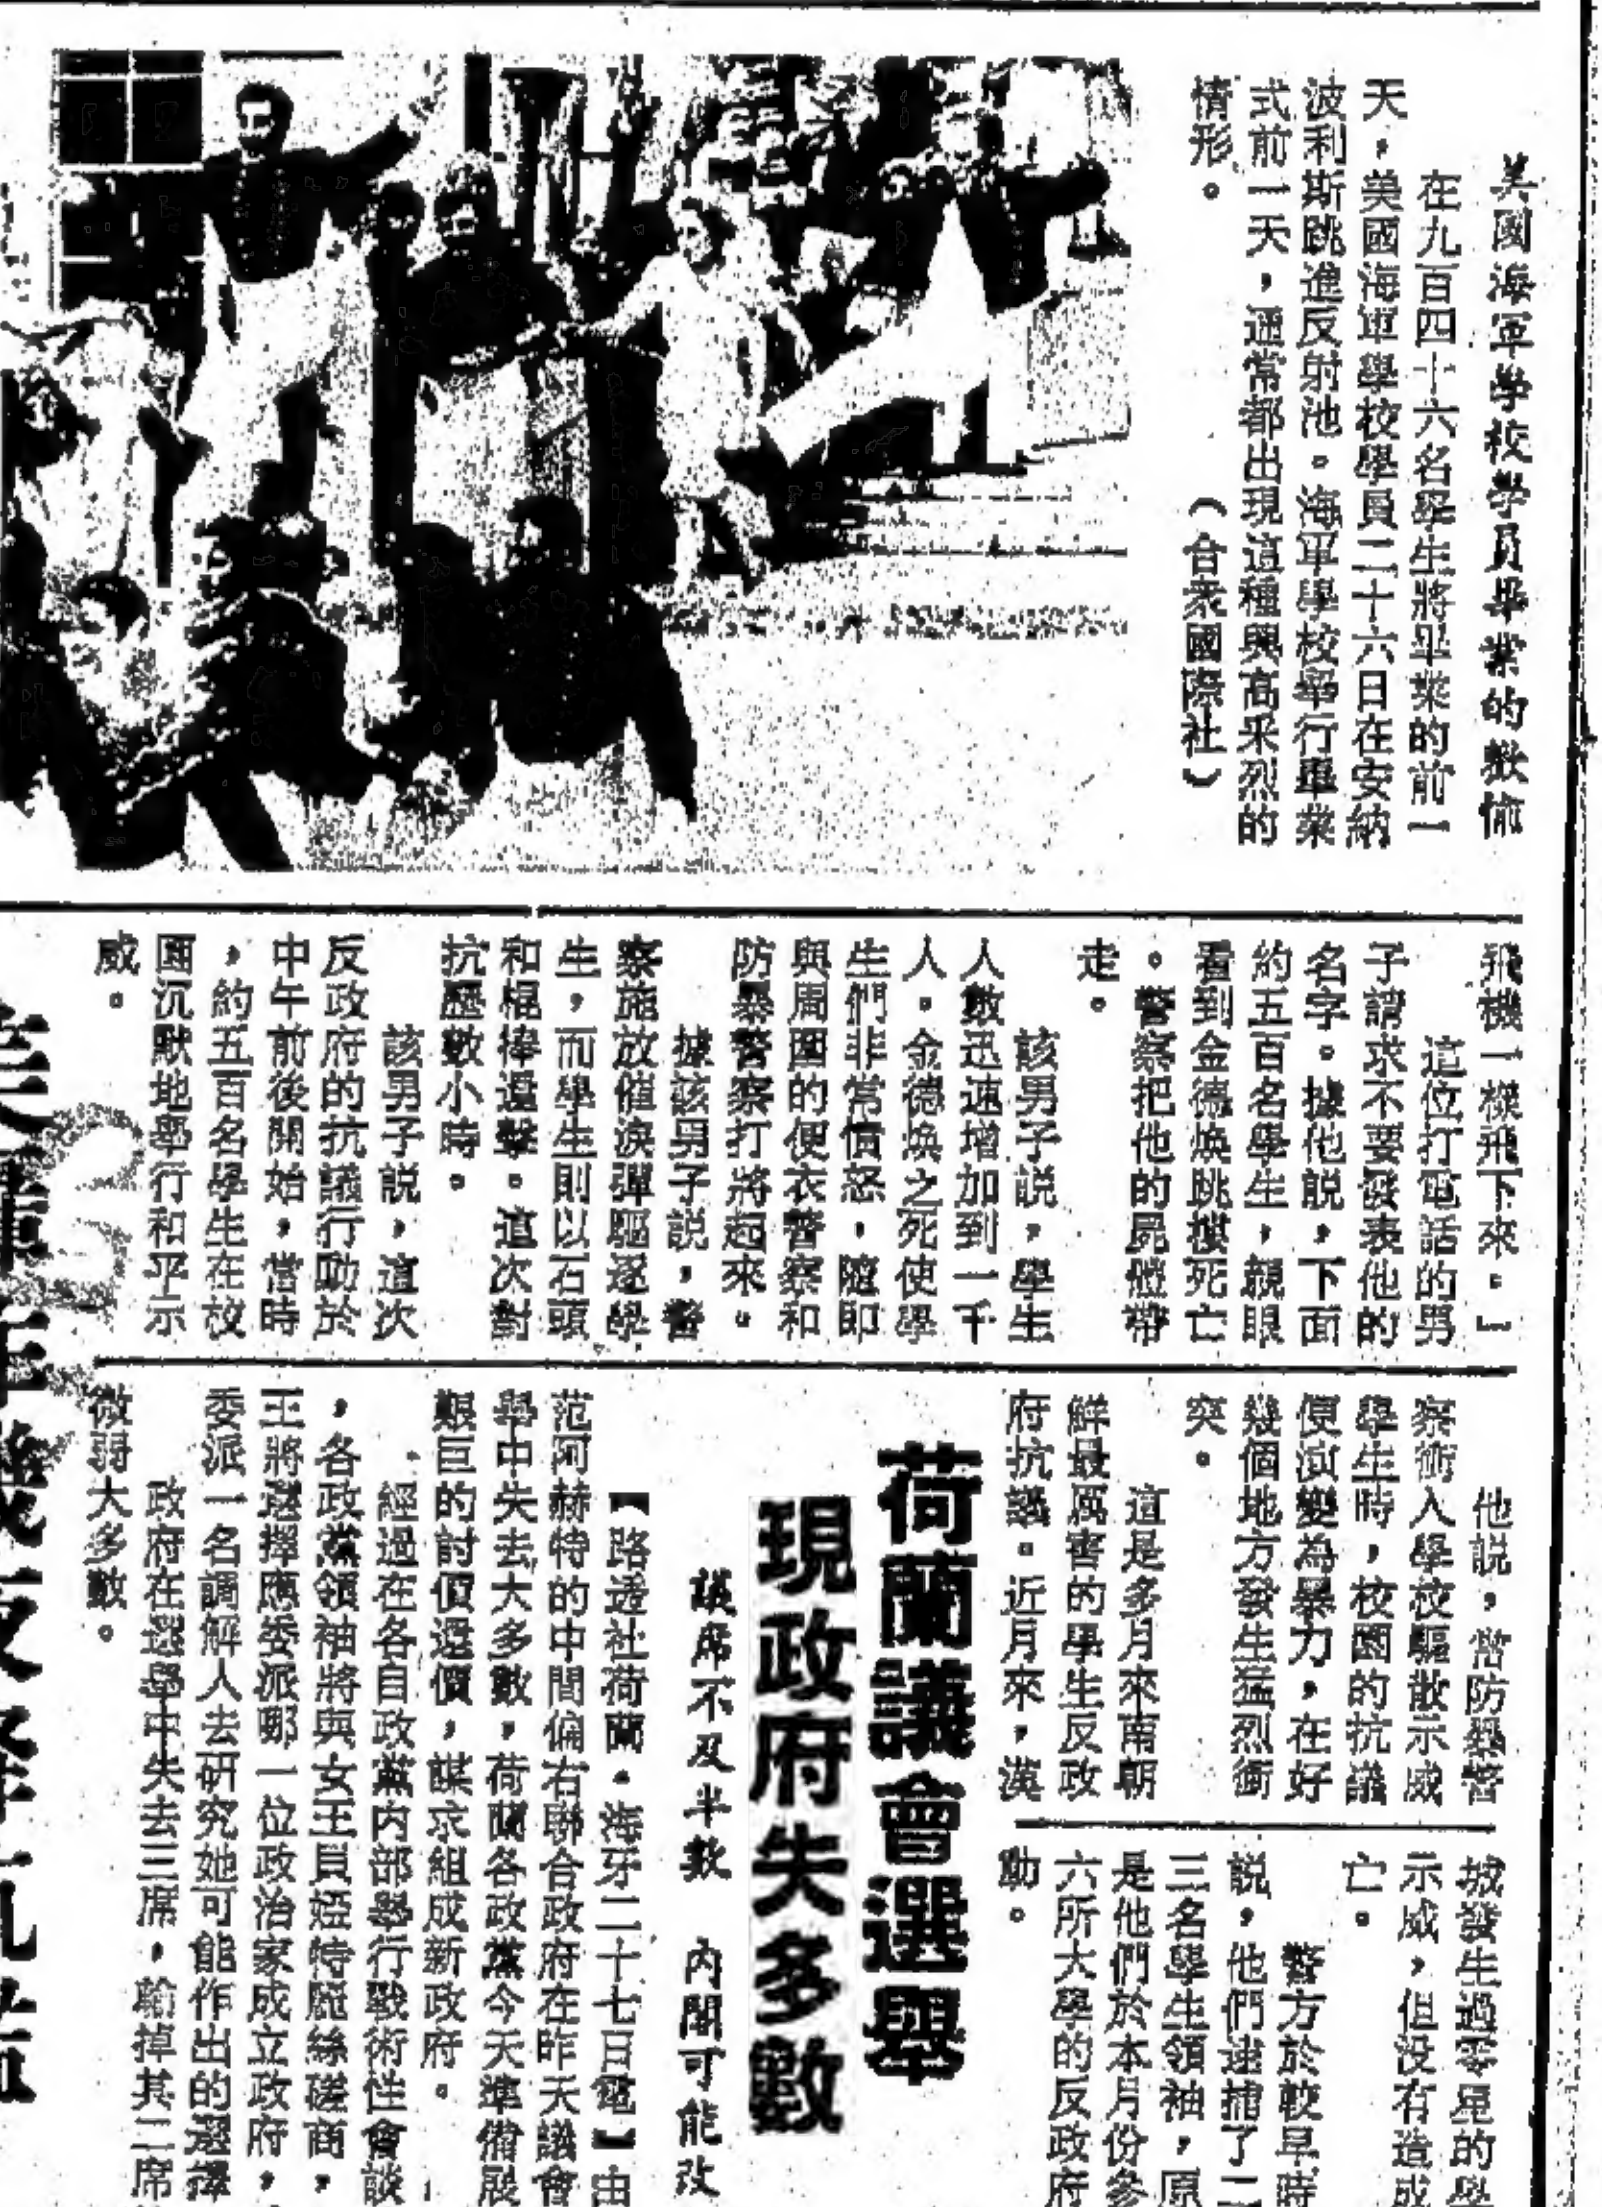 美國海軍學校學員畢業的歡愉
在九百四十六名學生將畢業的前一
天，美國海軍學校學員二十六日在安納
波利斯跳進反射池。海軍學校舉行畢業
式前一天，通常都出現這種興高采烈的
情形。
（合衆國際社）
飛機一樣飛下來。」
這位打電話的男
子請求不要發表他的
名字。據他説，下面
約五百名學生，親眼
看到金德煥跳樓死亡
。警察把他的屍體帶
走。
該男子説，學生
人數迅速增加到一千
人。金德煥之死使學
生們非常憤怒，隨即
與周圍的便衣警察和
防暴警察打將起來。
據該男子説，警
察施放催淚彈驅逐學
生，而學生則以石頭
和棍棒還擊。這次對
抗歷數小時。
該男子説，這次
反政府的抗議行動於
中午前後開始，當時
，約五百名學生在校
園沉默地舉行和平示
威。
他説，當防暴警
察衝入學校驅散示威
學生時，校園的抗議
便演變為暴力，在好
幾個地方發生猛烈衝
突。
這是多月來南朝
鮮最厲害的學生反政
府抗議。近月來，漢
城發生過零星的學
示威，但没有造成
亡。
警方於較早時
説，他們逮捕了二
三名學生領袖，原
是他們於本月份參
六所大學的反政府
動。
荷蘭議會選舉
現政府失多數
議席不及半數　內閣可能改
【路透社荷蘭・海牙二十七日電】由
范阿赫特的中間偏右聯合政府在昨天議會
舉中失去大多數，荷蘭各政黨今天準備展
艱巨的討價還價，謀求組成新政府。
經過在各自政黨內部舉行戰術性會談
，各政黨領袖將與女王貝婭特麗絲磋商，
王將選擇應委派哪一位政治家成立政府，
委派一名調解人去研究她可能作出的選擇
政府在選舉中失去三席，輸掉其二席
微弱大多數。